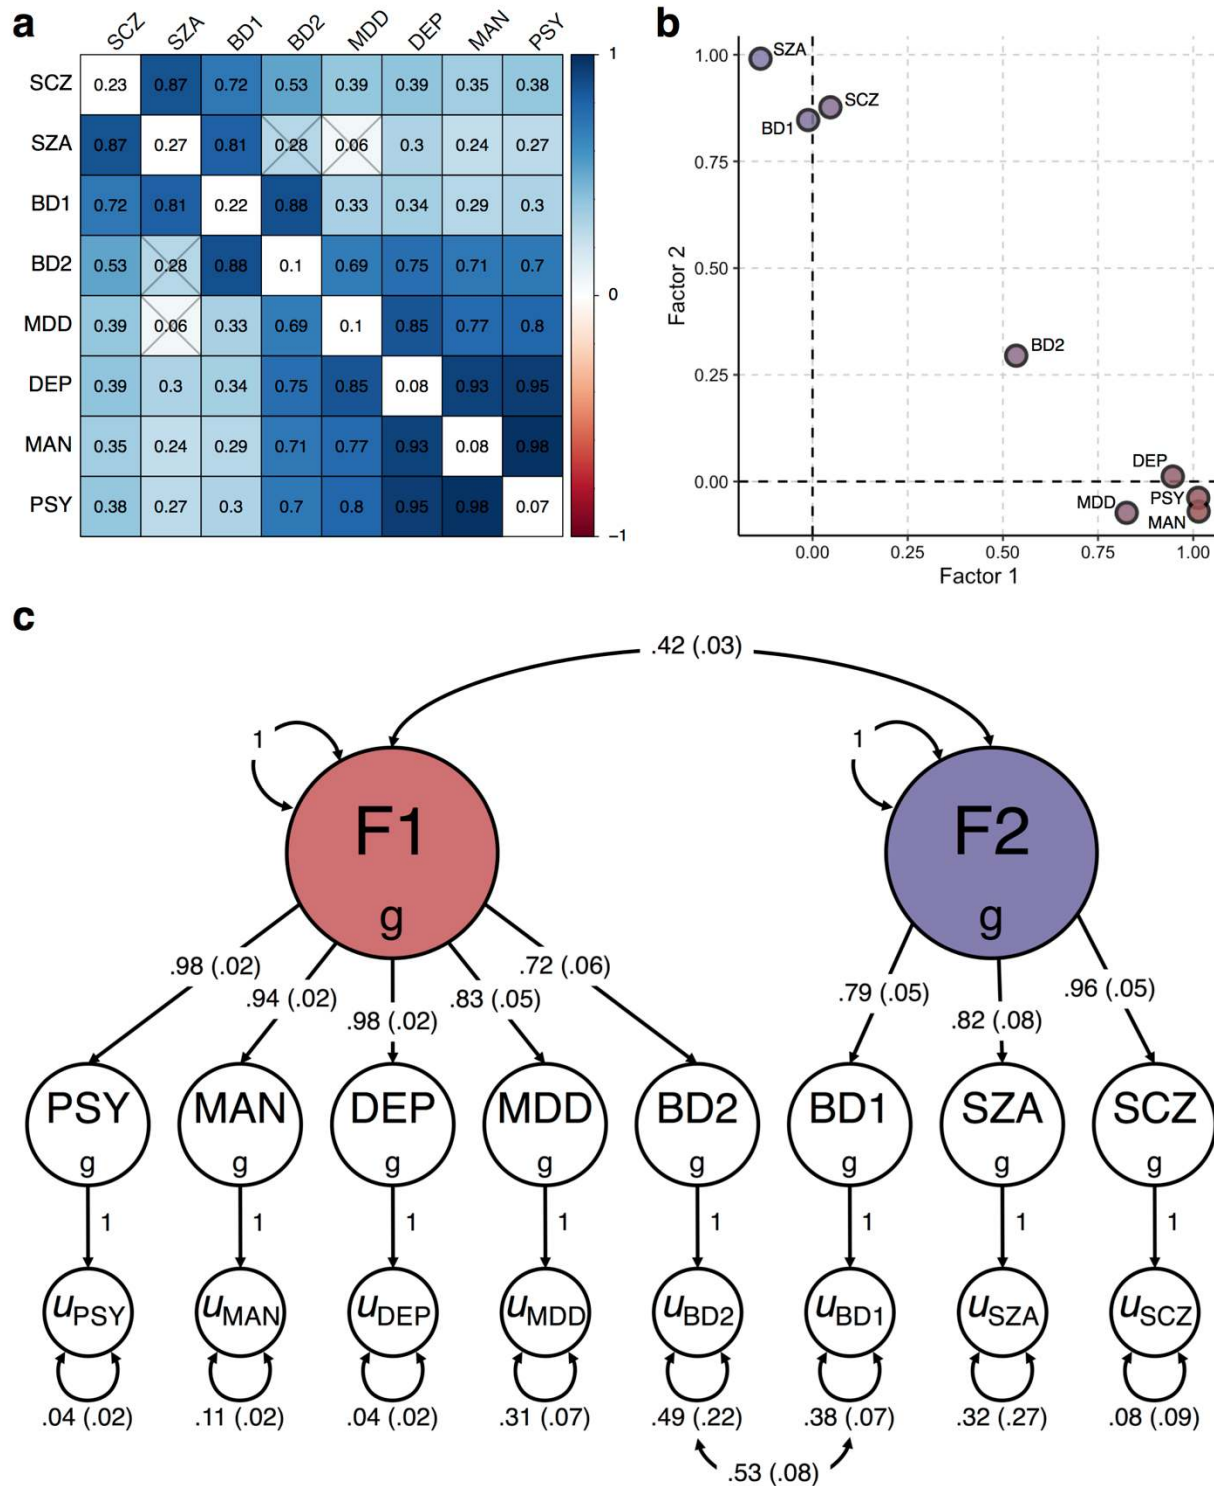 a
SCZ SZA BD1 BD2 MDD DEP MAN PSY
SCZ 0.23 0.87 0.72 0.53 0.39 0.39 0.35 0.38
SZA 0.87 0.27 0.81 0.28 0.06 0.3 0.24 0.27
BD1 0.72 0.81 0.22 0.88 0.33 0.34 0.29 0.3
BD2 0.53 0.28 0.88 0.1 0.69 0.75 0.71 0.7
MDD 0.39 0.06 0.33 0.69 0.1 0.85 0.77 0.8
DEP 0.39 0.3 0.34 0.75 0.85 0.08 0.93 0.95
MAN 0.35 0.24 0.29 0.71 0.77 0.93 0.08 0.98
PSY 0.38 0.27 0.3 0.7 0.8 0.95 0.98 0.07
1
0
−1
b
Factor 2
1.00
0.75
0.50
0.25
0.00
SZA
SCZ
BD1
BD2
DEP
PSY
MDD
MAN
0.00 0.25 0.50 0.75 1.00
Factor 1
c
.42 (.03)
1 1
F1 F2
g g
.98 (.02) .94 (.02) .98 (.02) .83 (.05) .72 (.06) .79 (.05) .82 (.08) .96 (.05)
PSY MAN DEP MDD BD2 BD1 SZA SCZ
g g g g g g g g
1 1 1 1 1 1 1 1
uPSY uMAN uDEP uMDD uBD2 uBD1 uSZA uSCZ
.04 (.02) .11 (.02) .04 (.02) .31 (.07) .49 (.22) .38 (.07) .32 (.27) .08 (.09)
.53 (.08)